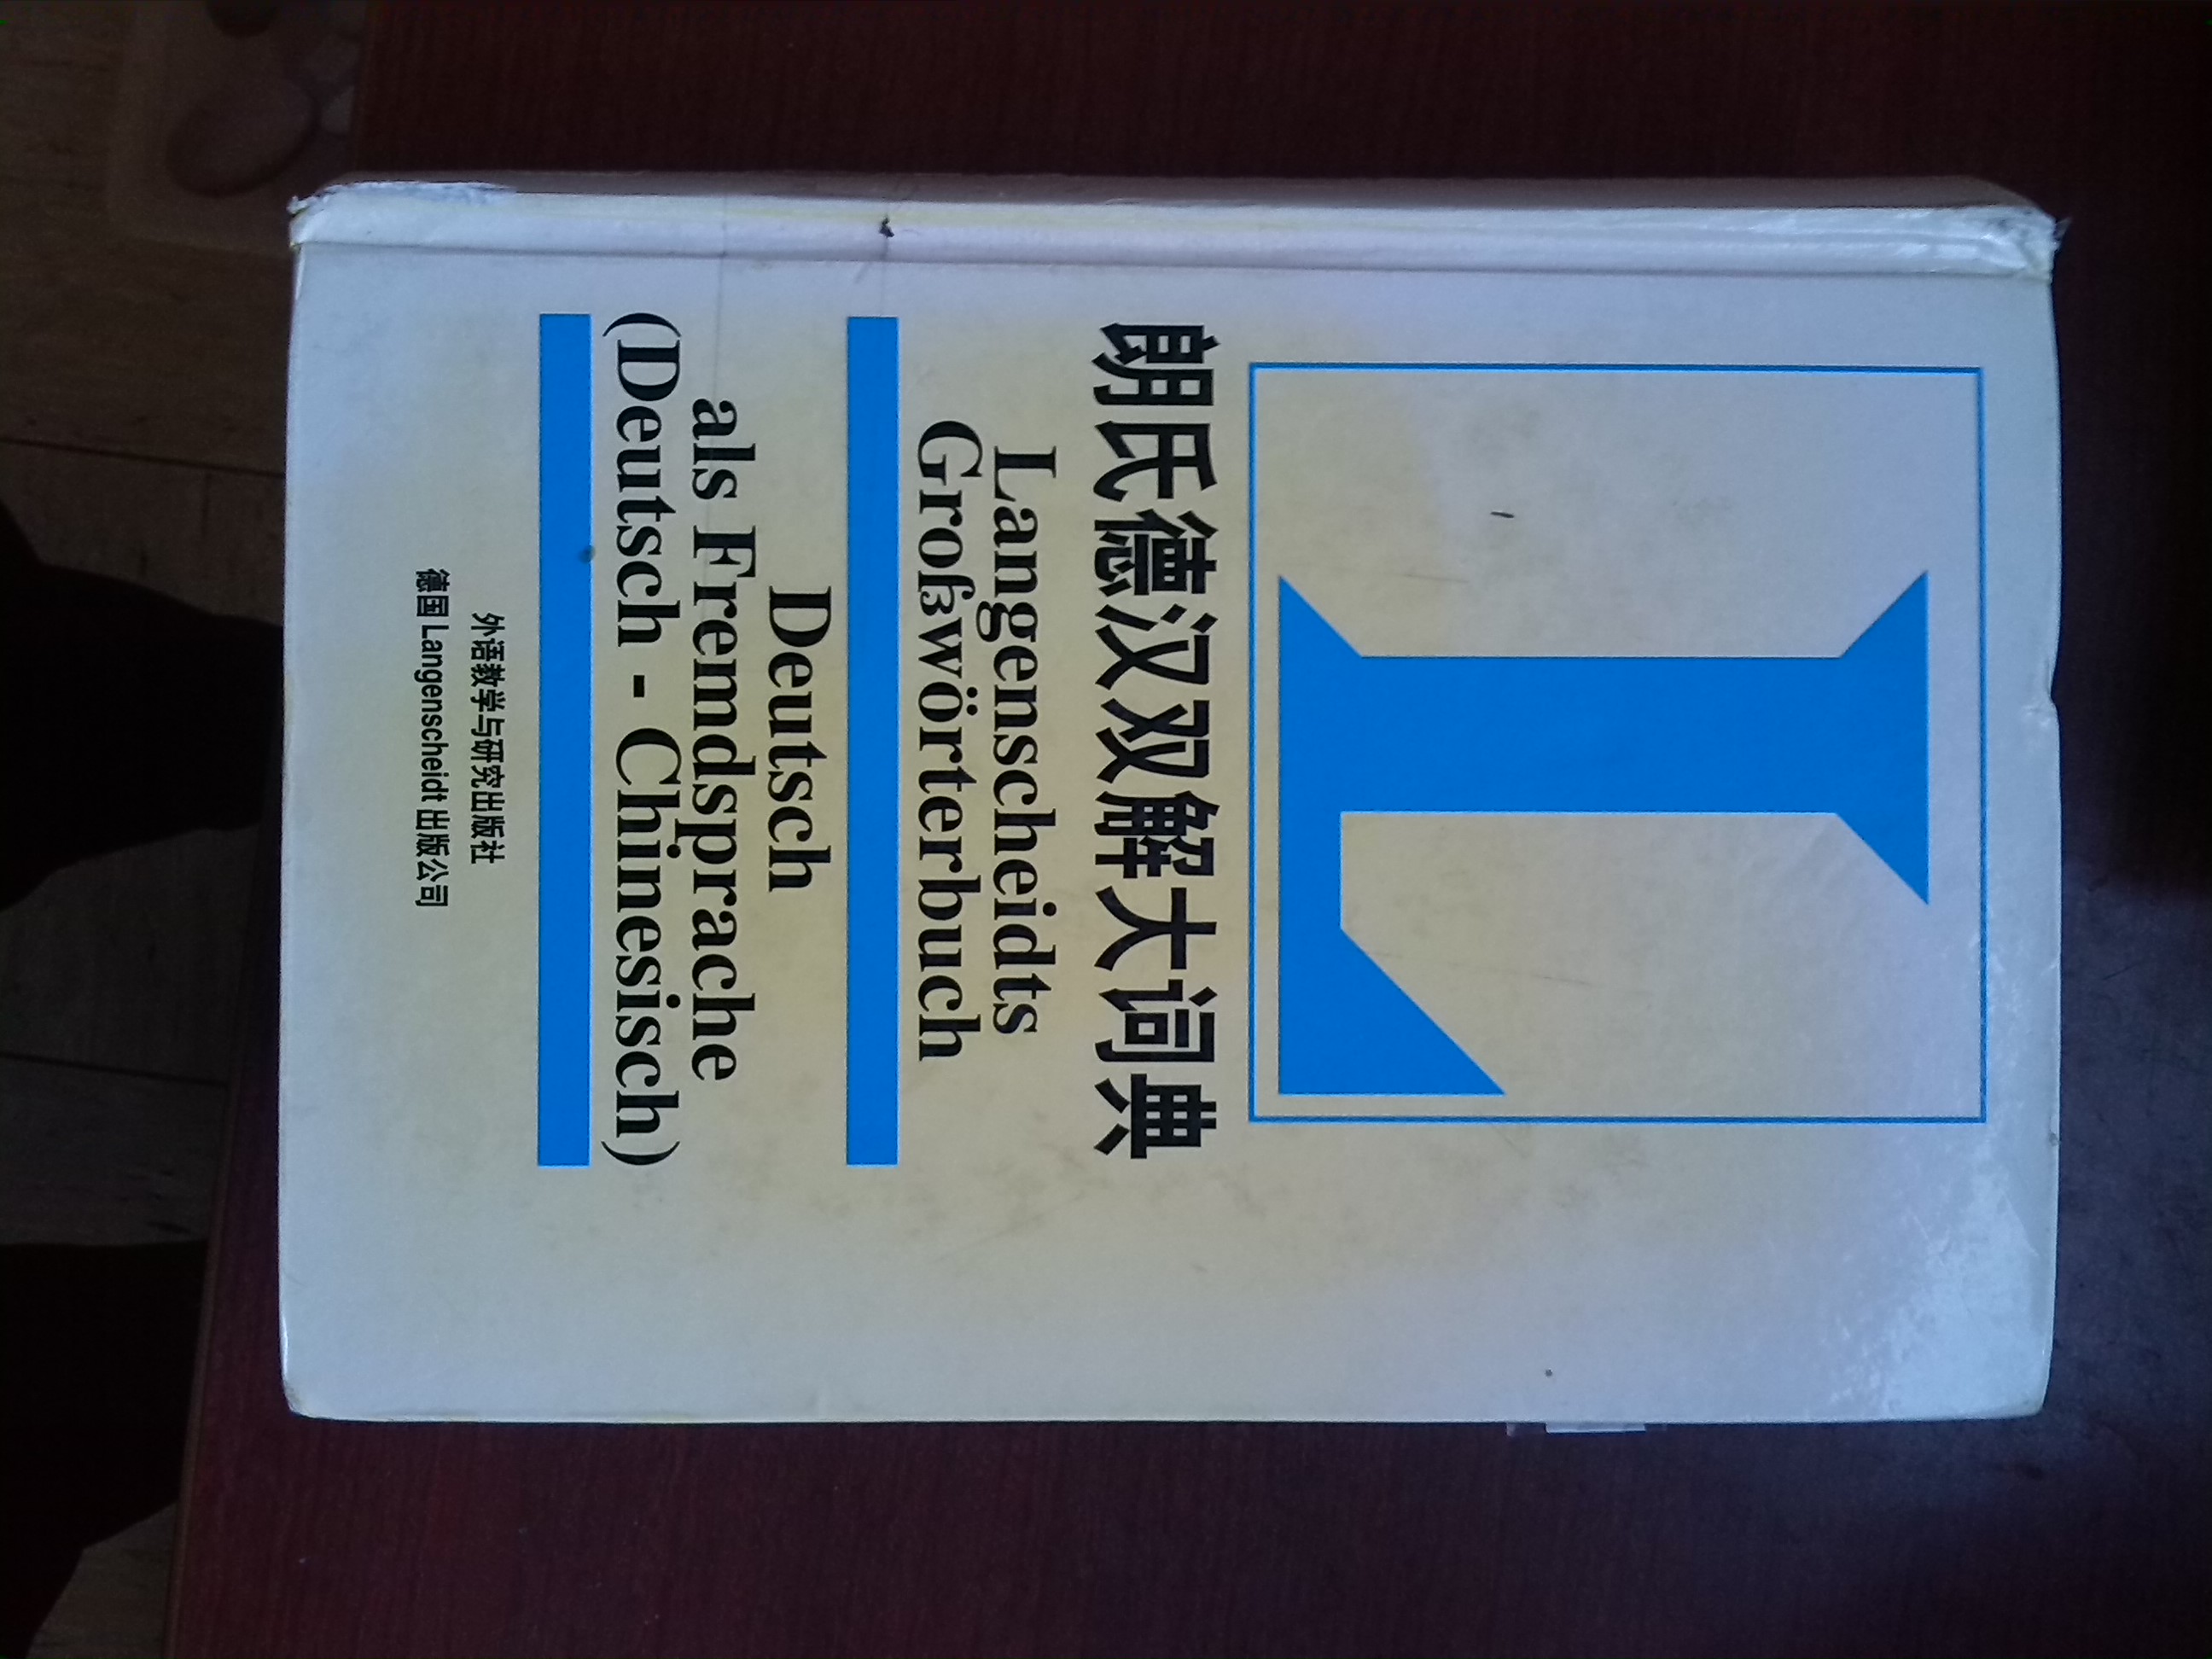 L
朗氏德汉双解大词典
Langenscheidts
Großwörterbuch
Deutsch
als Fremdsprache
(Deutsch - Chinesisch)
外语教学与研究出版社
德国 Langenscheidt 出版公司